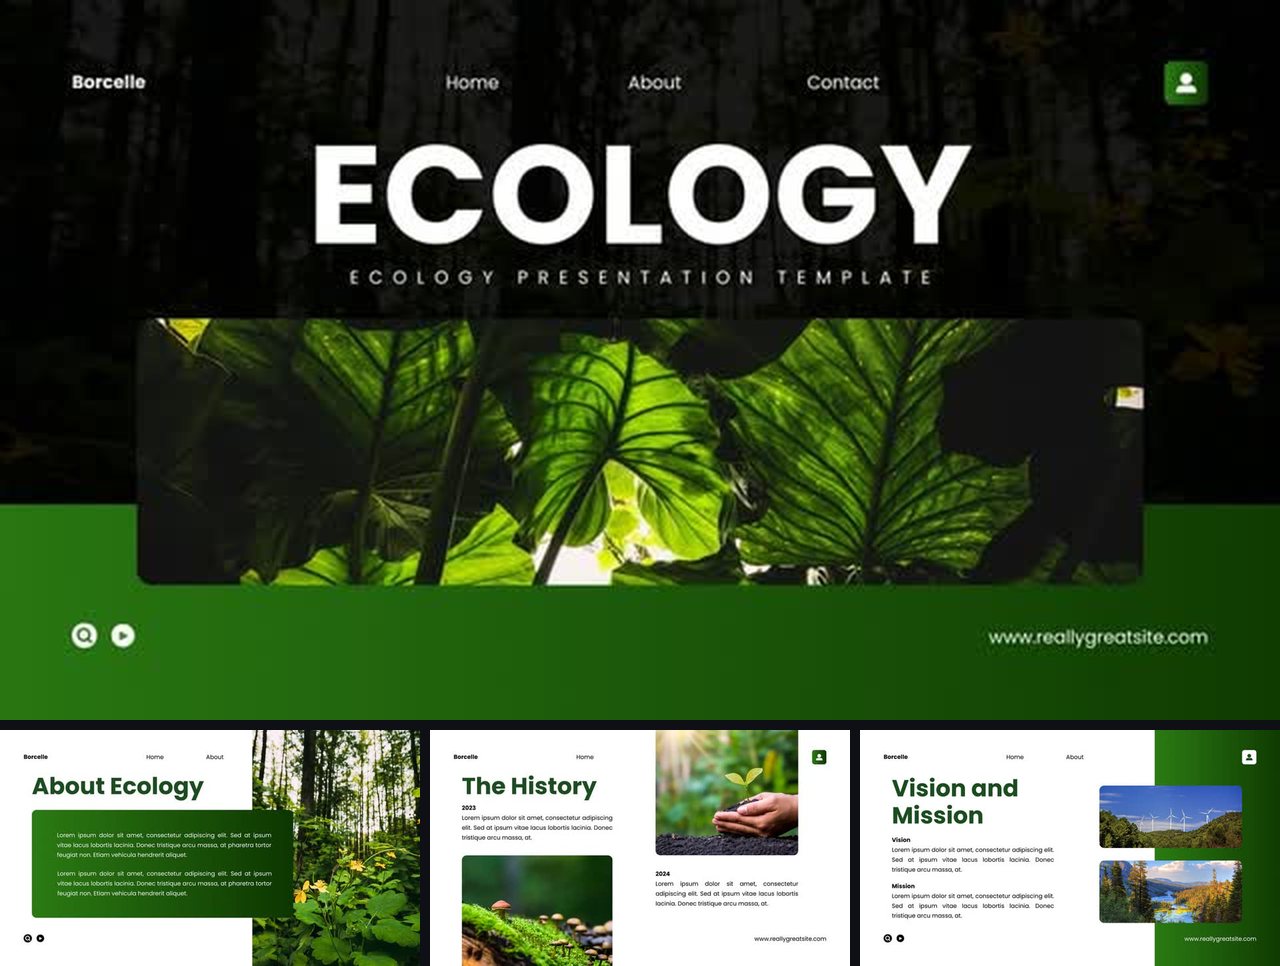 Borcelle Home About Contact
ECOLOGY
ECOLOGY PRESENTATION TEMPLATE
www.reallygreatsite.com
Borcelle Home About
About Ecology
Lorem ipsum dolor sit amet, consectetur adipiscing elit. Sed at ipsum
vitae lacus lobortis lacinia. Donec tristique arcu massa, at pharetra tortor
feugiat non. Etiam vehicula hendrerit aliquet.
Lorem ipsum dolor sit amet, consectetur adipiscing elit. Sed at ipsum
vitae lacus lobortis lacinia. Donec tristique arcu massa, at pharetra tortor
feugiat non. Etiam vehicula hendrerit aliquet.
Borcelle Home
The History
2023
Lorem ipsum dolor sit amet, consectetur adipiscing
elit. Sed at ipsum vitae lacus lobortis lacinia. Donec
tristique arcu massa, at.
2024
Lorem ipsum dolor sit amet, consectetur
adipiscing elit. Sed at ipsum vitae lacus lobortis
lacinia. Donec tristique arcu massa, at.
www.reallygreatsite.com
Borcelle Home About
Vision and
Mission
Vision
Lorem ipsum dolor sit amet, consectetur adipiscing elit.
Sed at ipsum vitae lacus lobortis lacinia. Donec
tristique arcu massa, at.
Mission
Lorem ipsum dolor sit amet, consectetur adipiscing elit.
Sed at ipsum vitae lacus lobortis lacinia. Donec
tristique arcu massa, at.
www.reallygreatsite.com